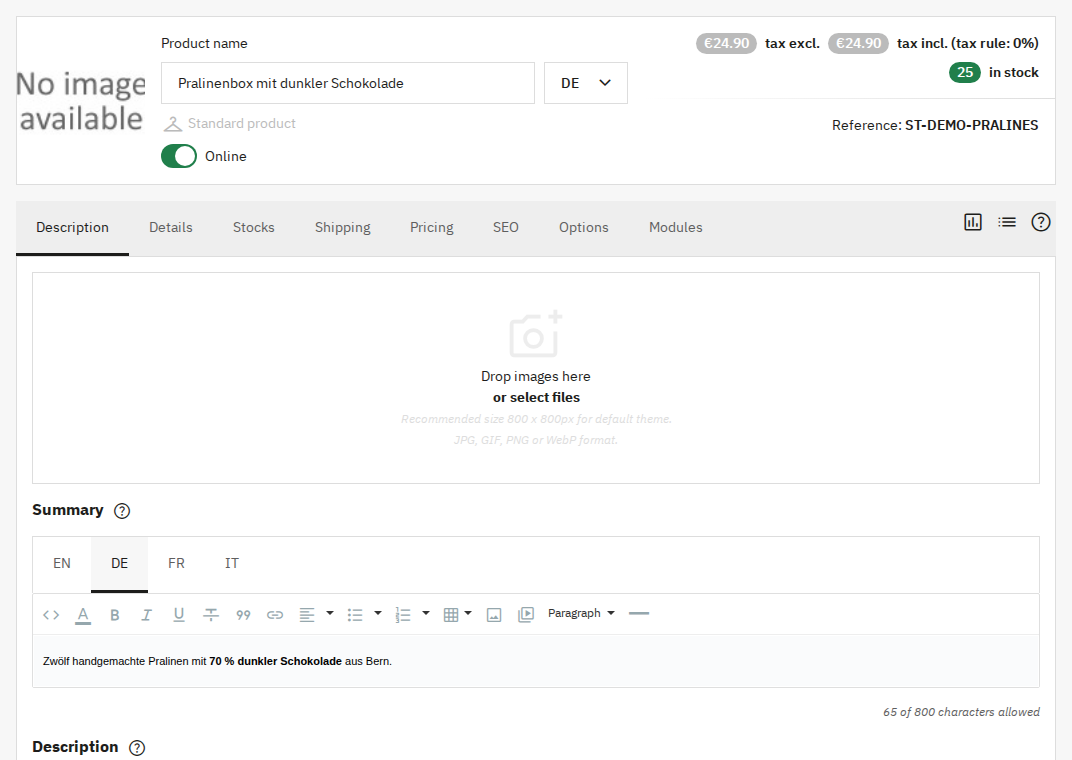 No image
available
Product name
Pralinenbox mit dunkler Schokolade
DE
Standard product
Online
€24.90 tax excl. €24.90 tax incl. (tax rule: 0%)
25 in stock
Reference: ST-DEMO-PRALINES
Description Details Stocks Shipping Pricing SEO Options Modules
Drop images here
or select files
Recommended size 800 x 800px for default theme.
JPG, GIF, PNG or WebP format.
Summary
EN DE FR IT
Paragraph
Zwölf handgemachte Pralinen mit 70 % dunkler Schokolade aus Bern.
65 of 800 characters allowed
Description